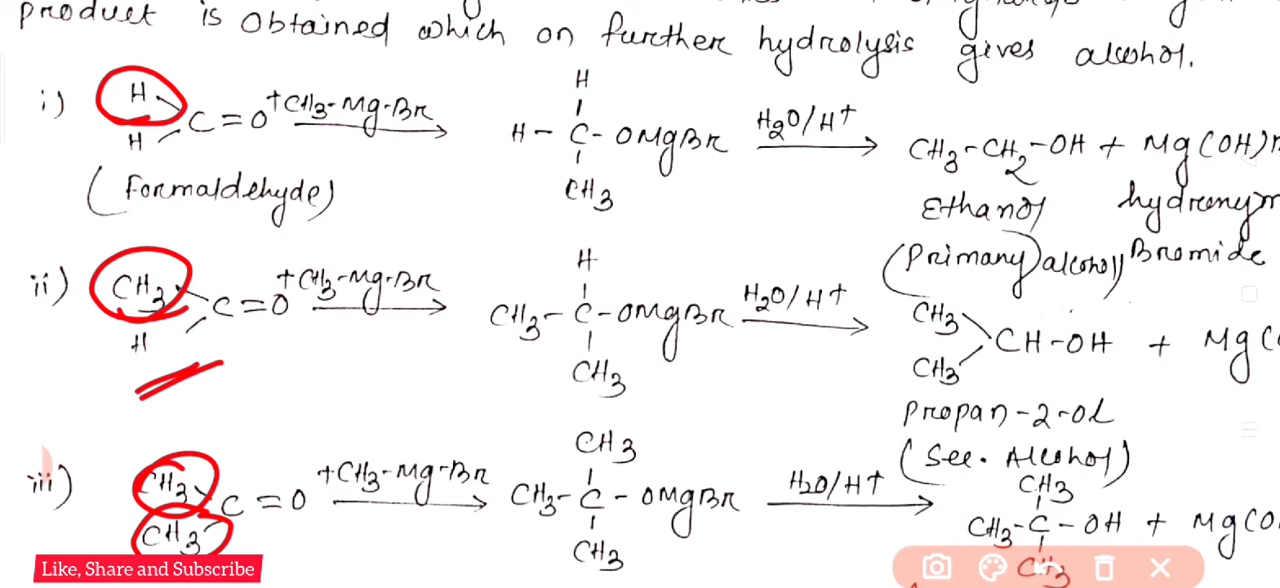 product is obtained which on further hydrolysis gives alcohol.
i) H H C = O + CH3-Mg-Br H H - C - OMgBr CH3 H2O/H+ CH3-CH2-OH + Mg(OH)
(Formaldehyde) Ethanol
(Primary alcohol) Bromide
ii) CH3 H C = O + CH3-Mg-Br H CH3 - C - OMgBr CH3 H2O/H+ CH3 CH3 CH-OH + Mg
Propan-2-ol
(Sec. Alcohol)
iii) CH3 CH3 C = O + CH3-Mg-Br CH3 CH3 - C - OMgBr CH3 H2O/H+ CH3 CH3 - C - OH + Mg CH3
Like, Share and Subscribe